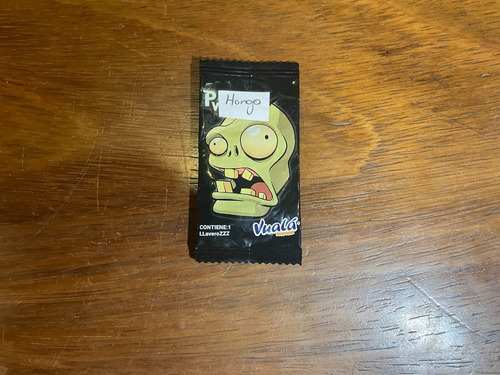 P
Hongo
V
CONTIENE:1
LLaveroZZZ
Vualá